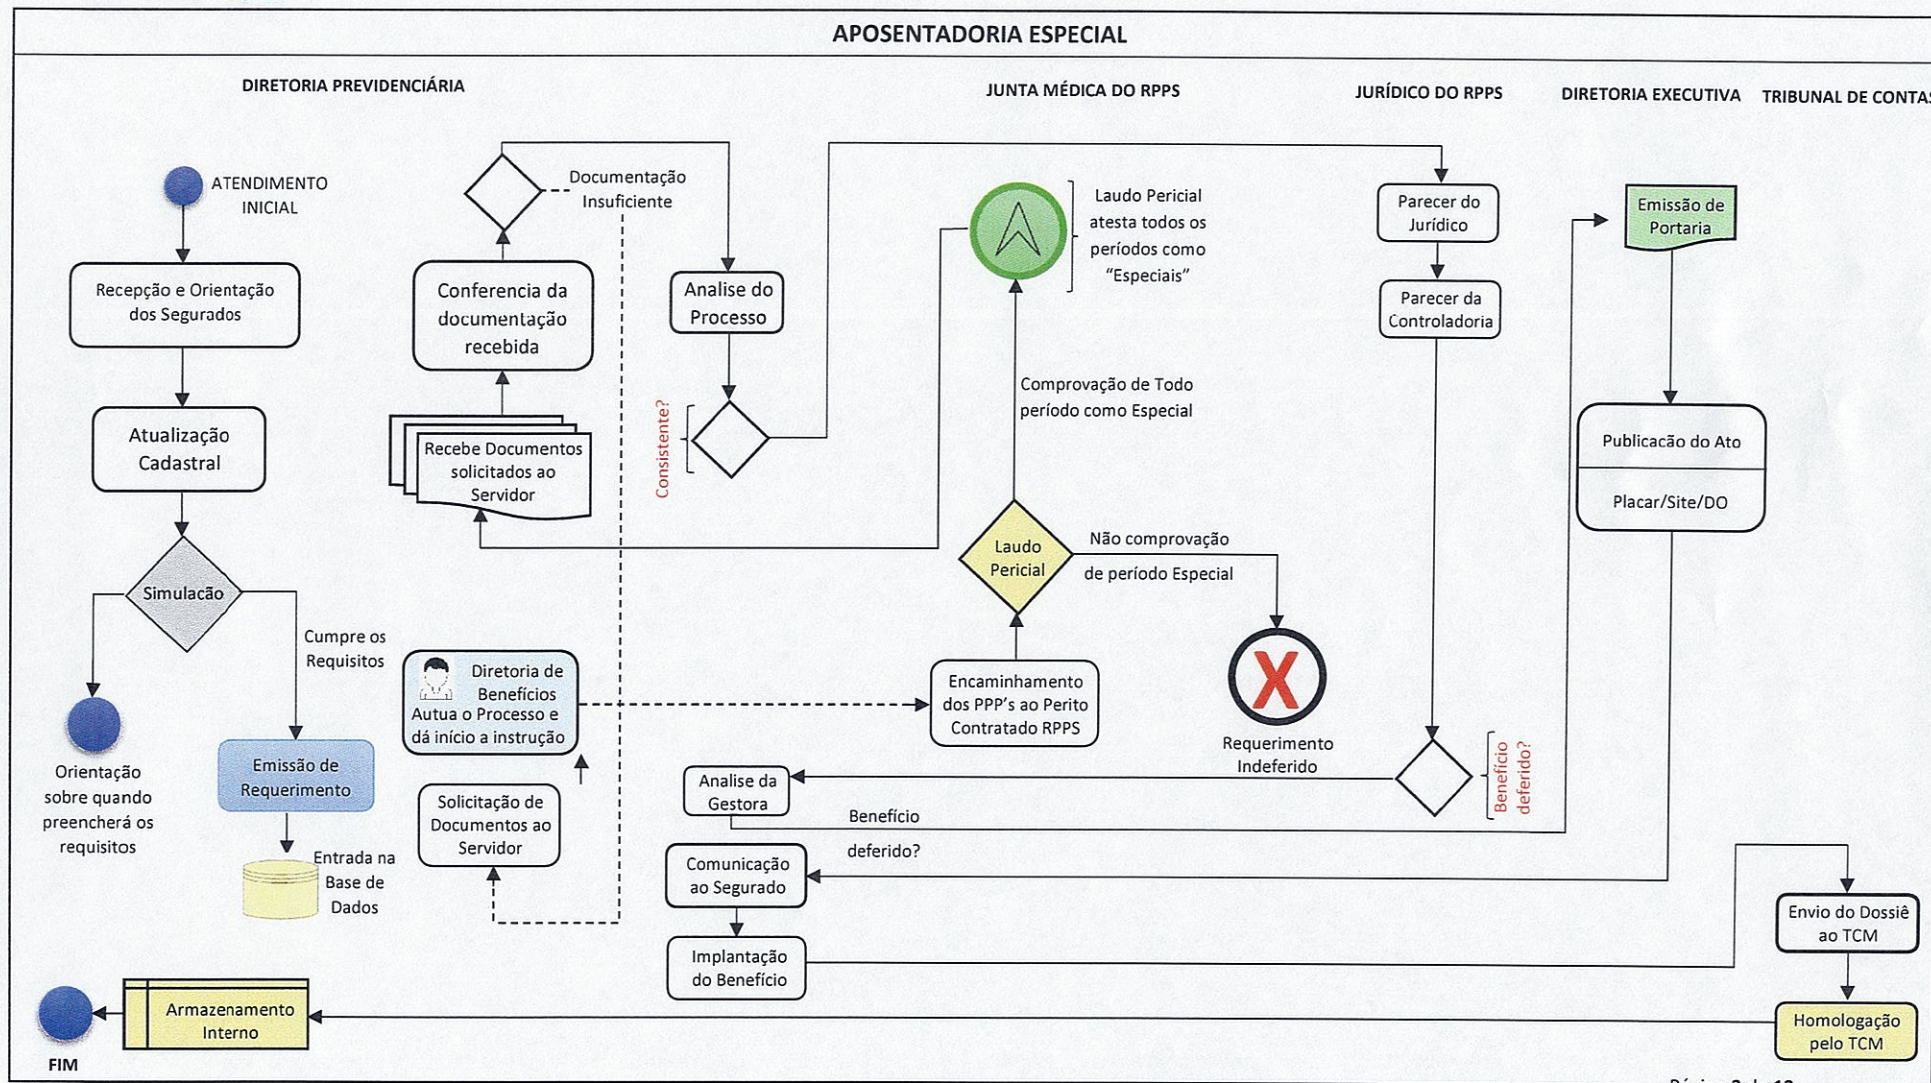 APOSENTADORIA ESPECIAL
DIRETORIA PREVIDENCIÁRIA
JUNTA MÉDICA DO RPPS
JURÍDICO DO RPPS
DIRETORIA EXECUTIVA
TRIBUNAL DE CONTAS
ATENDIMENTO
INICIAL
Recepção e Orientação
dos Segurados
Atualização
Cadastral
Simulacão
Cumpre os
Requisitos
Orientação
sobre quando
preencherá os
requisitos
Emissão de
Requerimento
Entrada na
Base de
Dados
Documentação
Insuficiente
Conferencia da
documentação
recebida
Recebe Documentos
solicitados ao
Servidor
Diretoria de
Benefícios
Autua o Processo e
dá início a instrução
Solicitação de
Documentos ao
Servidor
Analise do
Processo
Consistente?
Laudo Pericial
atesta todos os
períodos como
“Especiais”
Comprovação de Todo
período como Especial
Laudo
Pericial
Não comprovação
de período Especial
Encaminhamento
dos PPP's ao Perito
Contratado RPPS
X
Requerimento
Indeferido
Parecer do
Jurídico
Parecer da
Controladoria
Benefício
deferido?
Analise da
Gestora
Benefício
deferido?
Emissão de
Portaria
Publicacão do Ato
Placar/Site/DO
Comunicação
ao Segurado
Implantação
do Benefício
Envio do Dossiê
ao TCM
Homologação
pelo TCM
Armazenamento
Interno
FIM